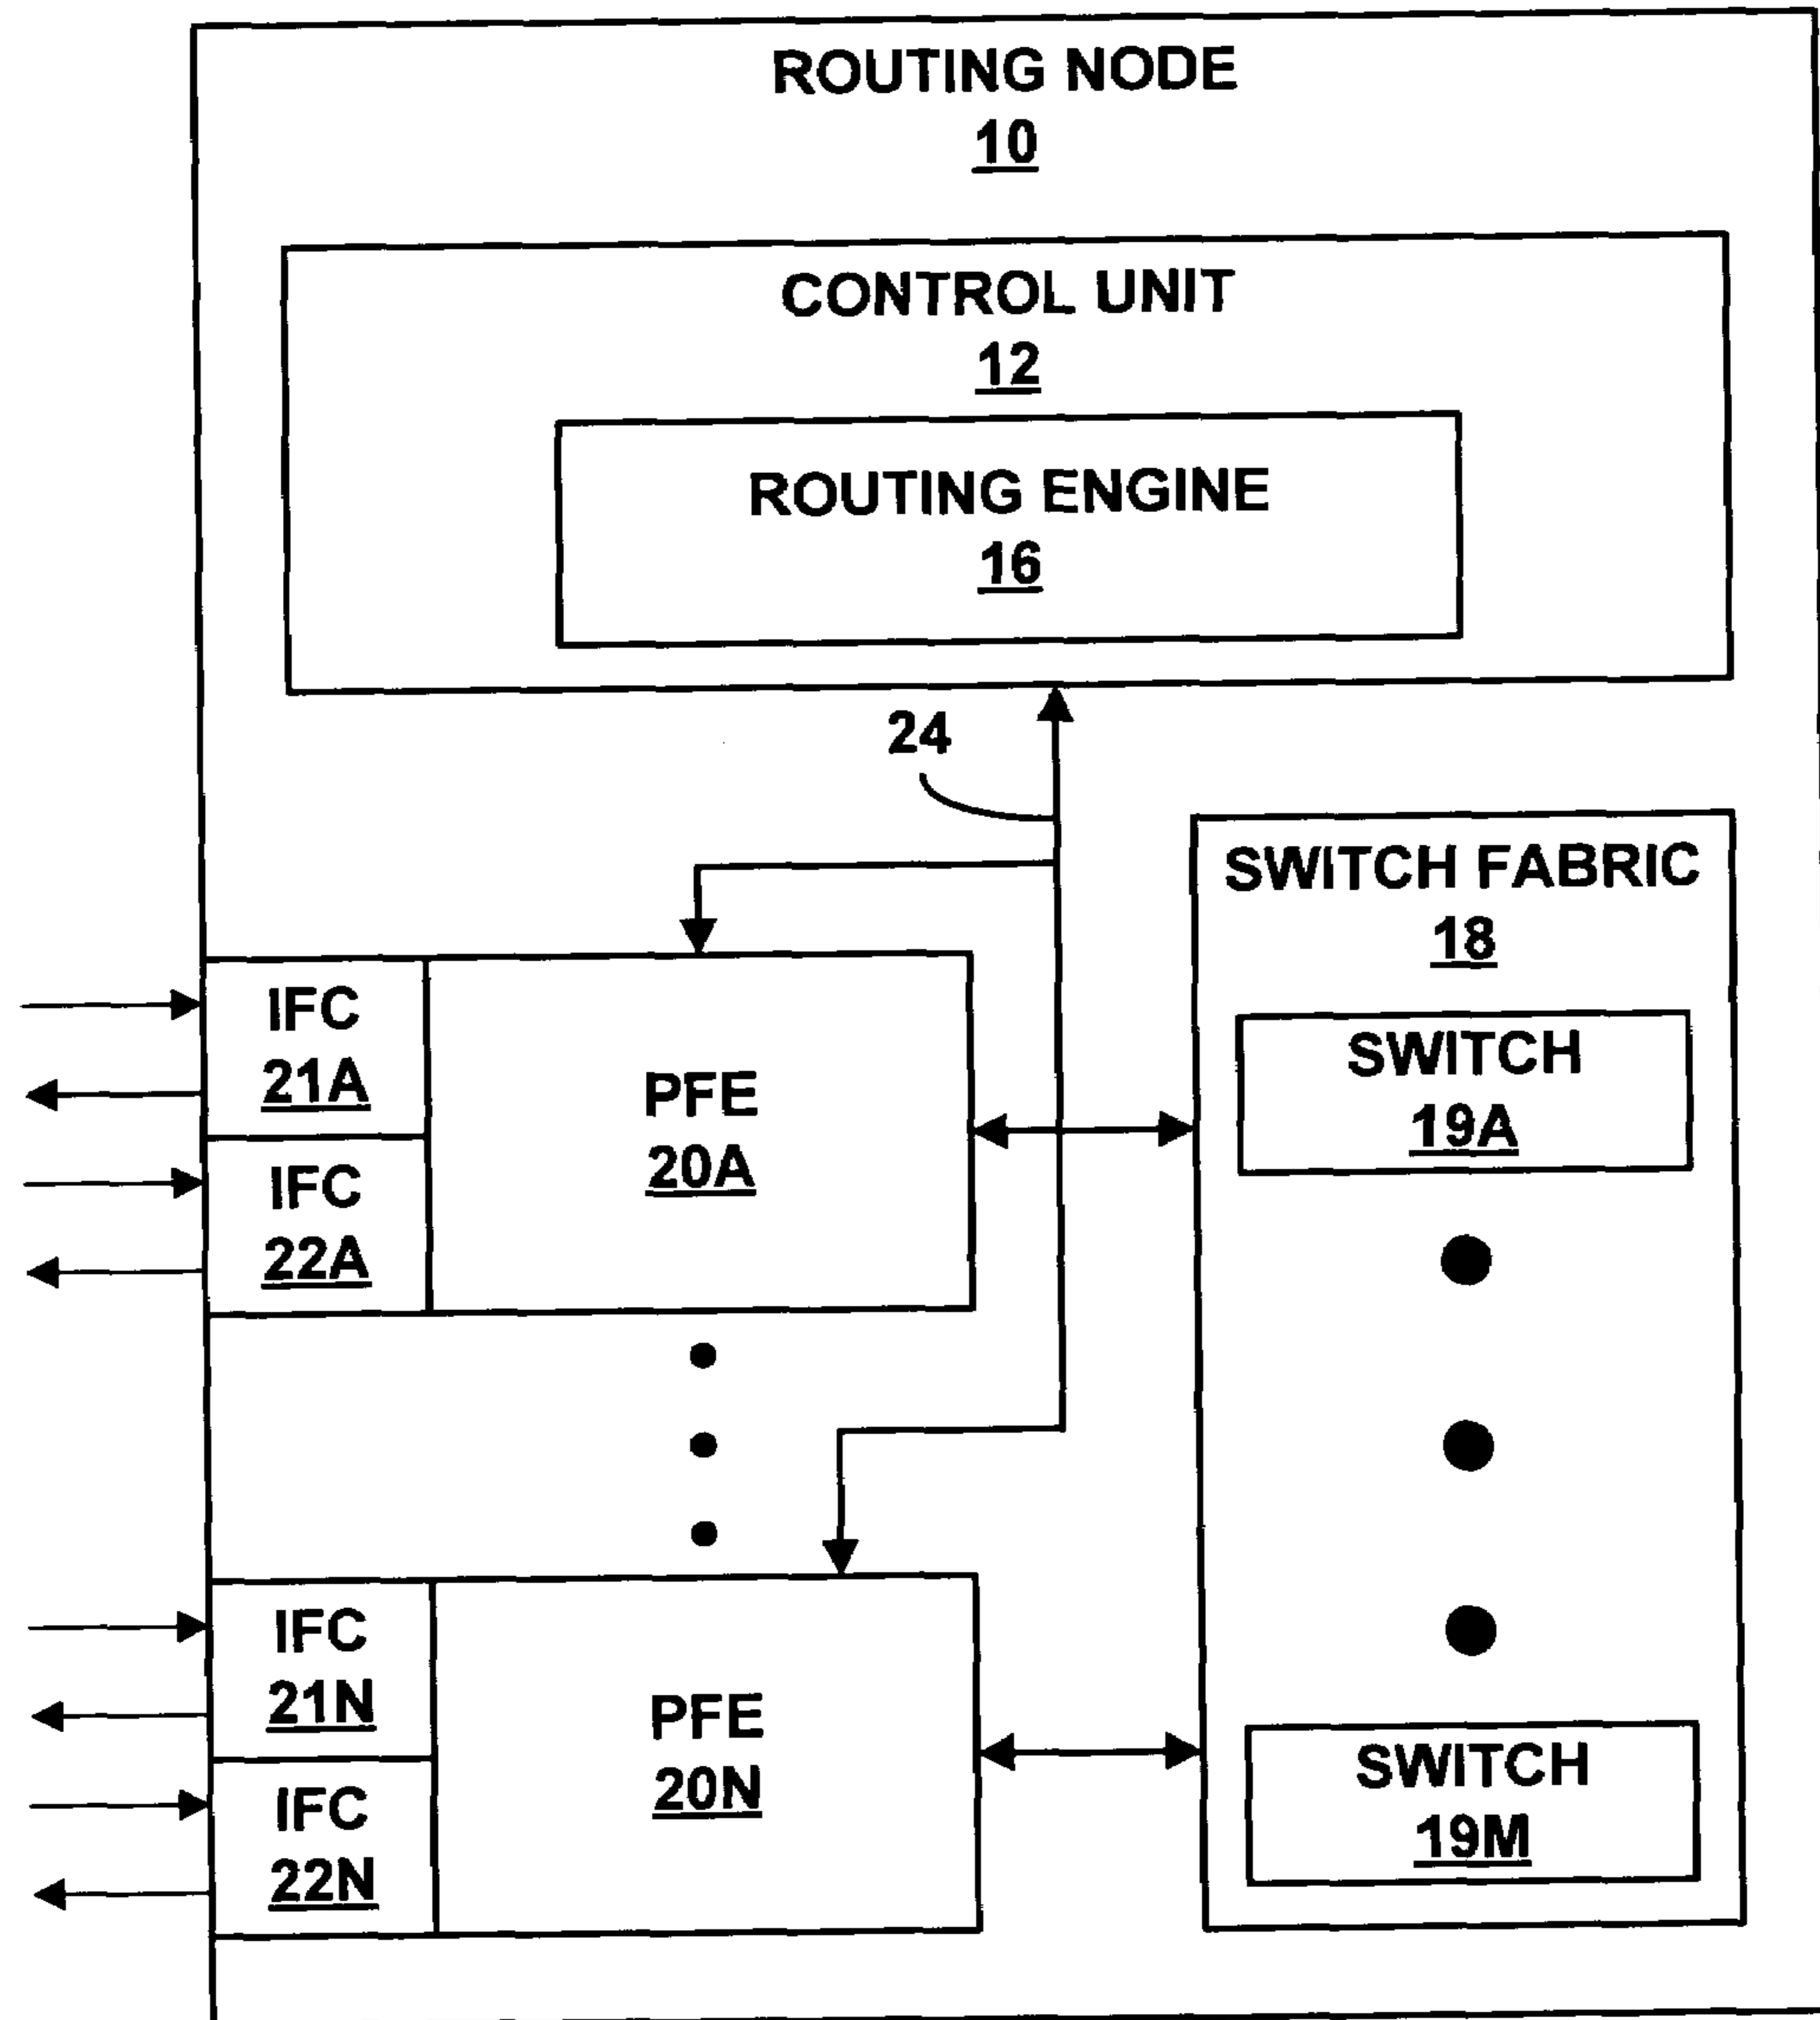 ROUTING NODE
10
CONTROL UNIT
12
ROUTING ENGINE
16
24
SWITCH FABRIC
18
SWITCH
19A
IFC
21A
IFC
22A
PFE
20A
IFC
21N
IFC
22N
PFE
20N
SWITCH
19M